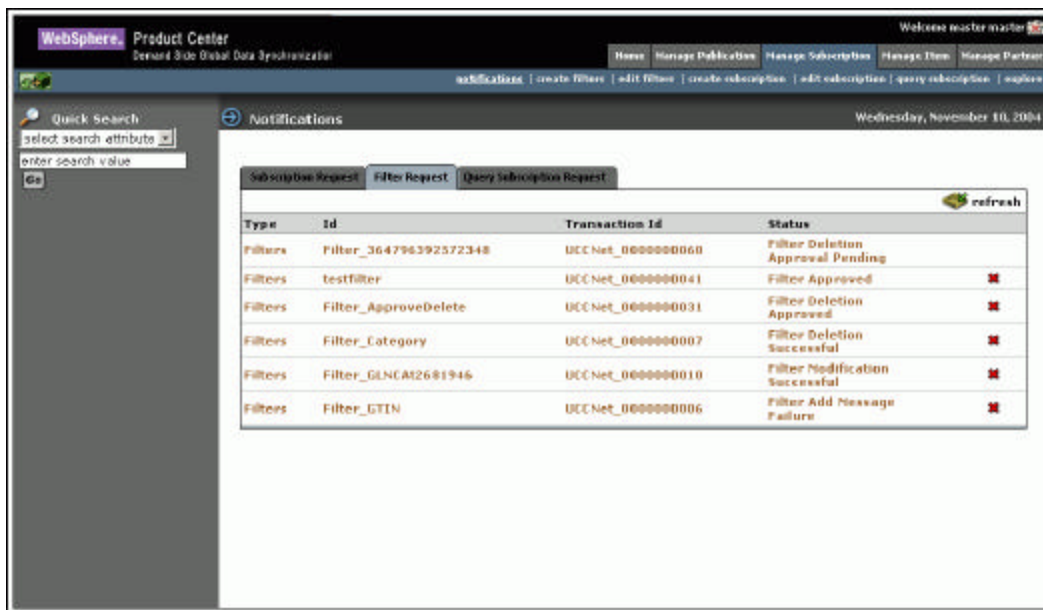 WebSphere. Product Center
Demand Side Global Data Synchronization
Welcome master master
Home Manage Publication Manage Subscription Manage Item Manage Partner
notifications | create filters | edit filters | create subscription | edit subscription | query subscription | explore
Quick Search
select search attribute
enter search value
Go
Notifications
Wednesday, November 10, 2004
Subscription Request Filter Request Query Subscription Request
refresh
Type Id Transaction Id Status
Filters Filter_364796392572348 UCCNet_0000000060 Filter Deletion
Approval Pending
Filters testfilter UCCNet_0000000041 Filter Approved
Filters Filter_ApproveDelete UCCNet_0000000031 Filter Deletion
Approved
Filters Filter_Category UCCNet_0000000007 Filter Deletion
Successful
Filters Filter_GLNCAt2681946 UCCNet_0000000010 Filter Modification
Successful
Filters Filter_GTIN UCCNet_0000000006 Filter Add Message
Failure